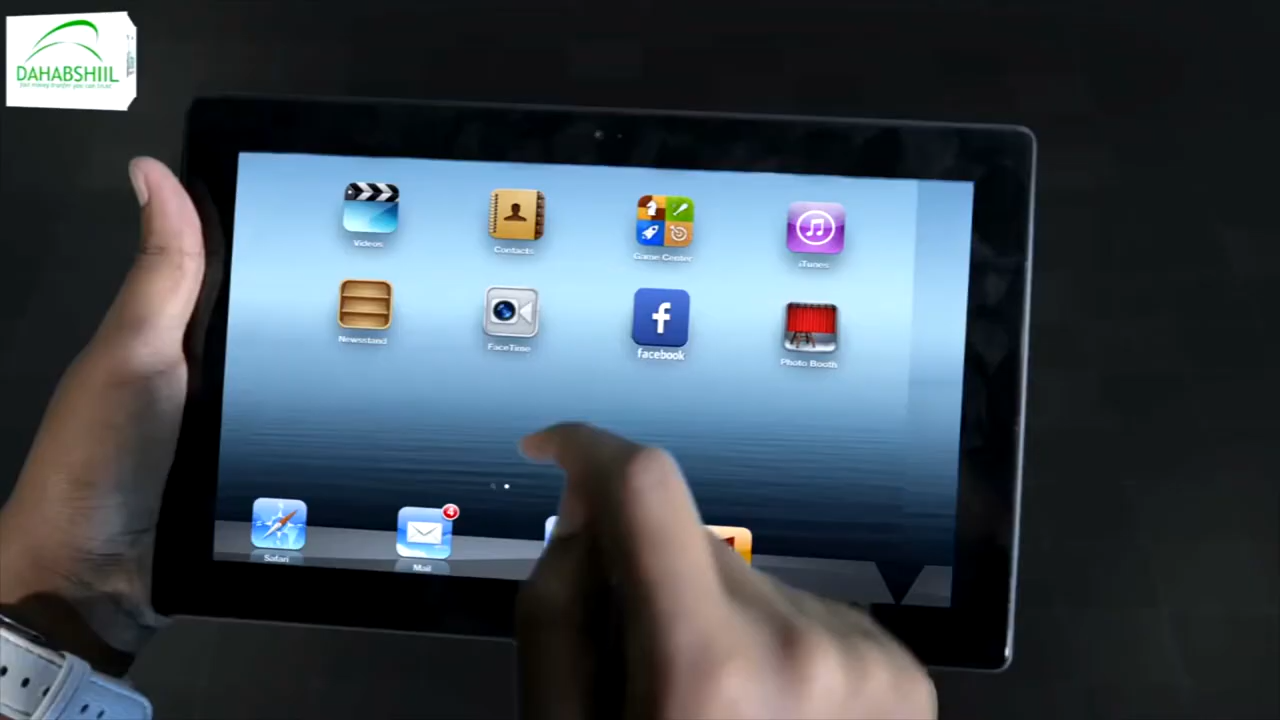 DAHABSHIIL
Videos
Contacts
Game Center
iTunes
Newsstand
FaceTime
facebook
Photo Booth
4
Safari
Mail